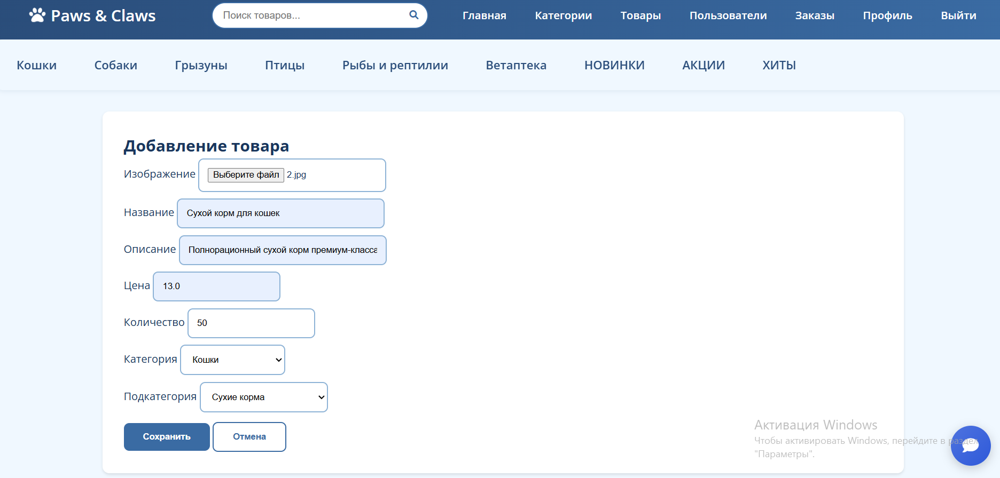 Paws & Claws
Поиск товаров...
Главная
Категории
Товары
Пользователи
Заказы
Профиль
Выйти
Кошки
Собаки
Грызуны
Птицы
Рыбы и рептилии
Ветаптека
НОВИНКИ
АКЦИИ
ХИТЫ
Добавление товара
Изображение Выберите файл 2.jpg
Название Сухой корм для кошек
Описание Полнорационный сухой корм премиум-класса
Цена 13.0
Количество 50
Категория Кошки
Подкатегория Сухие корма
Сохранить Отмена
Активация Windows
Чтобы активировать Windows, перейдите в раздел
"Параметры".